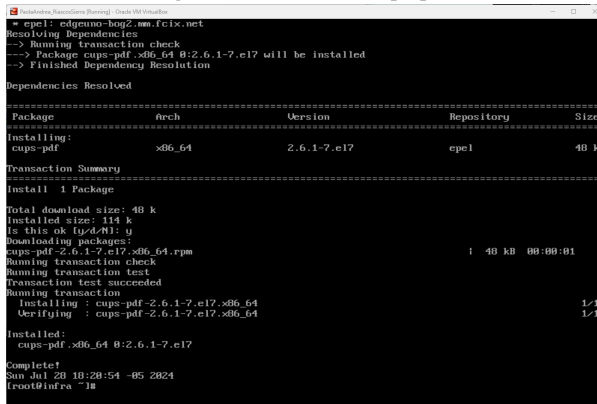 PaolaAndrea_RiascosSierra [Running] - Oracle VM VirtualBox
* epel: edgeuno-bog2.mm.fcix.net
Resolving Dependencies
--> Running transaction check
---> Package cups-pdf.x86_64 0:2.6.1-7.el7 will be installed
--> Finished Dependency Resolution
Dependencies Resolved
================================================================================
Package Arch Version Repository Size
================================================================================
Installing:
cups-pdf x86_64 2.6.1-7.el7 epel 48 k
Transaction Summary
================================================================================
Install 1 Package
Total download size: 48 k
Installed size: 114 k
Is this ok [y/d/N]: y
Downloading packages:
cups-pdf-2.6.1-7.el7.x86_64.rpm | 48 kB 00:00:01
Running transaction check
Running transaction test
Transaction test succeeded
Running transaction
Installing : cups-pdf-2.6.1-7.el7.x86_64 1/1
Verifying : cups-pdf-2.6.1-7.el7.x86_64 1/1
Installed:
cups-pdf.x86_64 0:2.6.1-7.el7
Complete!
Sun Jul 28 18:20:54 -05 2024
[root@infra ~]#